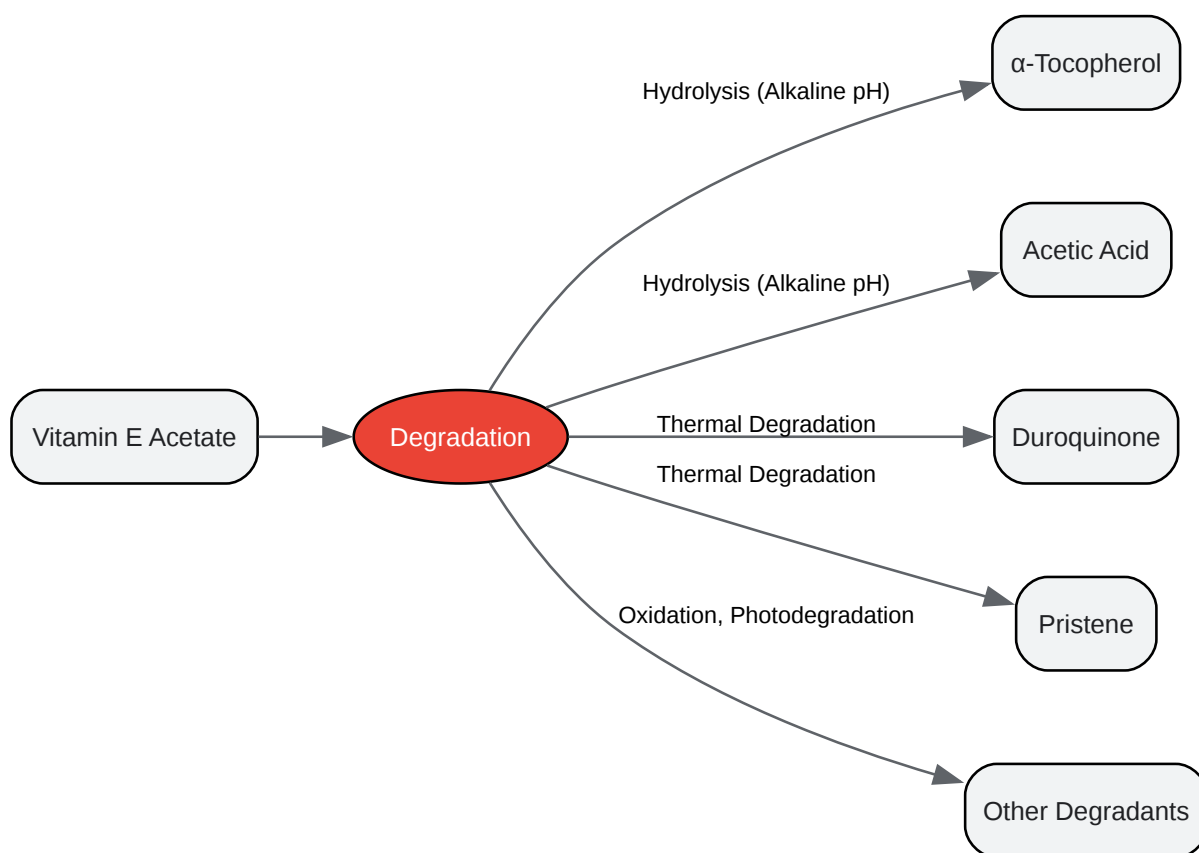 α-Tocopherol
Hydrolysis (Alkaline pH)
Acetic Acid
Hydrolysis (Alkaline pH)
Vitamin E Acetate
Degradation
Thermal Degradation
Duroquinone
Thermal Degradation
Pristene
Oxidation, Photodegradation
Other Degradants